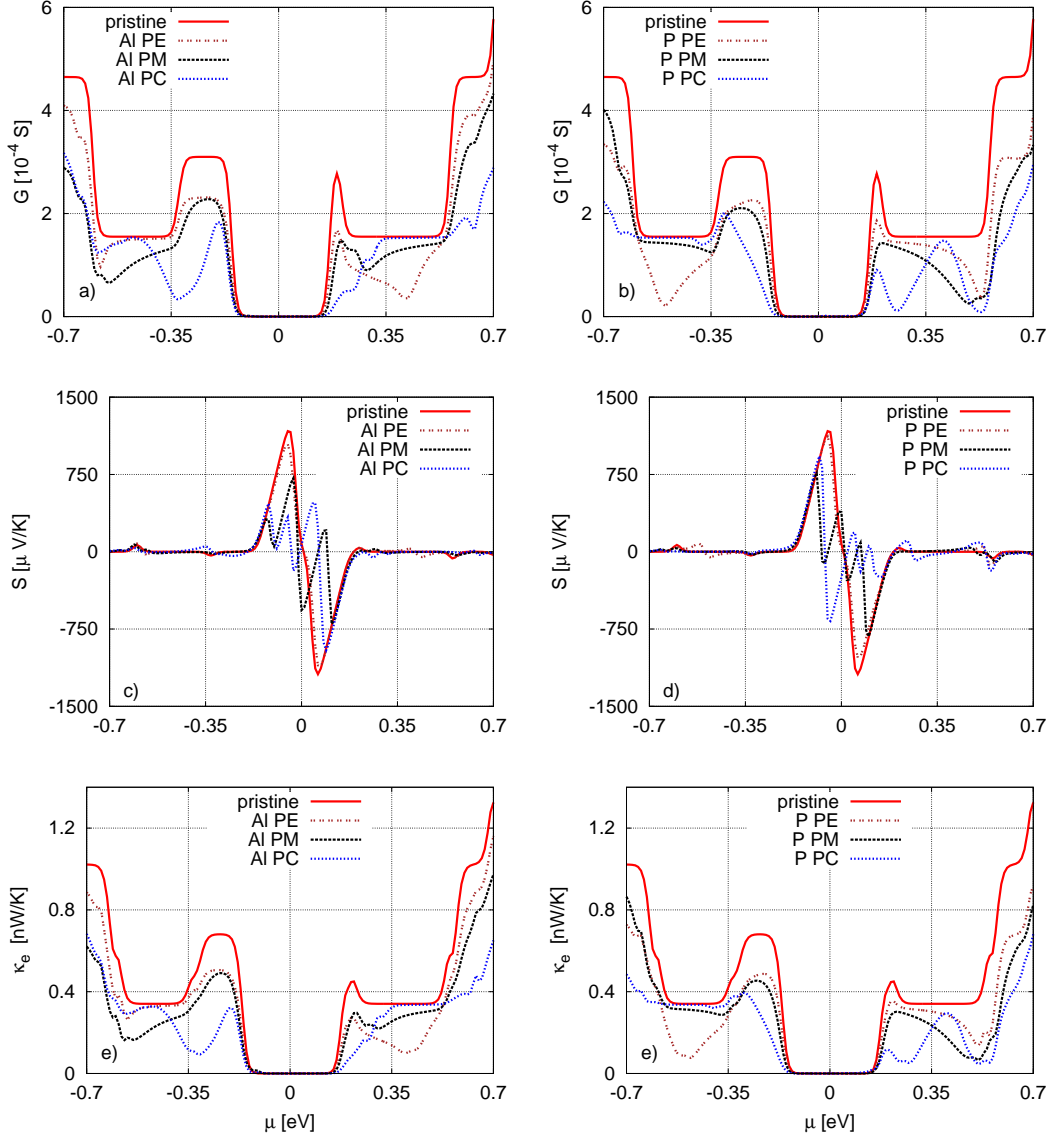 6
4
2
0
G [10^-4 S]
pristine
Al PE
Al PM
Al PC
a)
-0.7
-0.35
0
0.35
0.7
6
4
2
0
G [10^-4 S]
pristine
P PE
P PM
P PC
b)
-0.7
-0.35
0
0.35
0.7
1500
750
0
-750
-1500
S [μ V/K]
pristine
Al PE
Al PM
Al PC
c)
-0.7
-0.35
0
0.35
0.7
1500
750
0
-750
-1500
S [μ V/K]
pristine
P PE
P PM
P PC
d)
-0.7
-0.35
0
0.35
0.7
1.2
0.8
0.4
0
κe [nW/K]
pristine
Al PE
Al PM
Al PC
e)
-0.7
-0.35
0
0.35
0.7
μ [eV]
1.2
0.8
0.4
0
κe [nW/K]
pristine
P PE
P PM
P PC
e)
-0.7
-0.35
0
0.35
0.7
μ [eV]